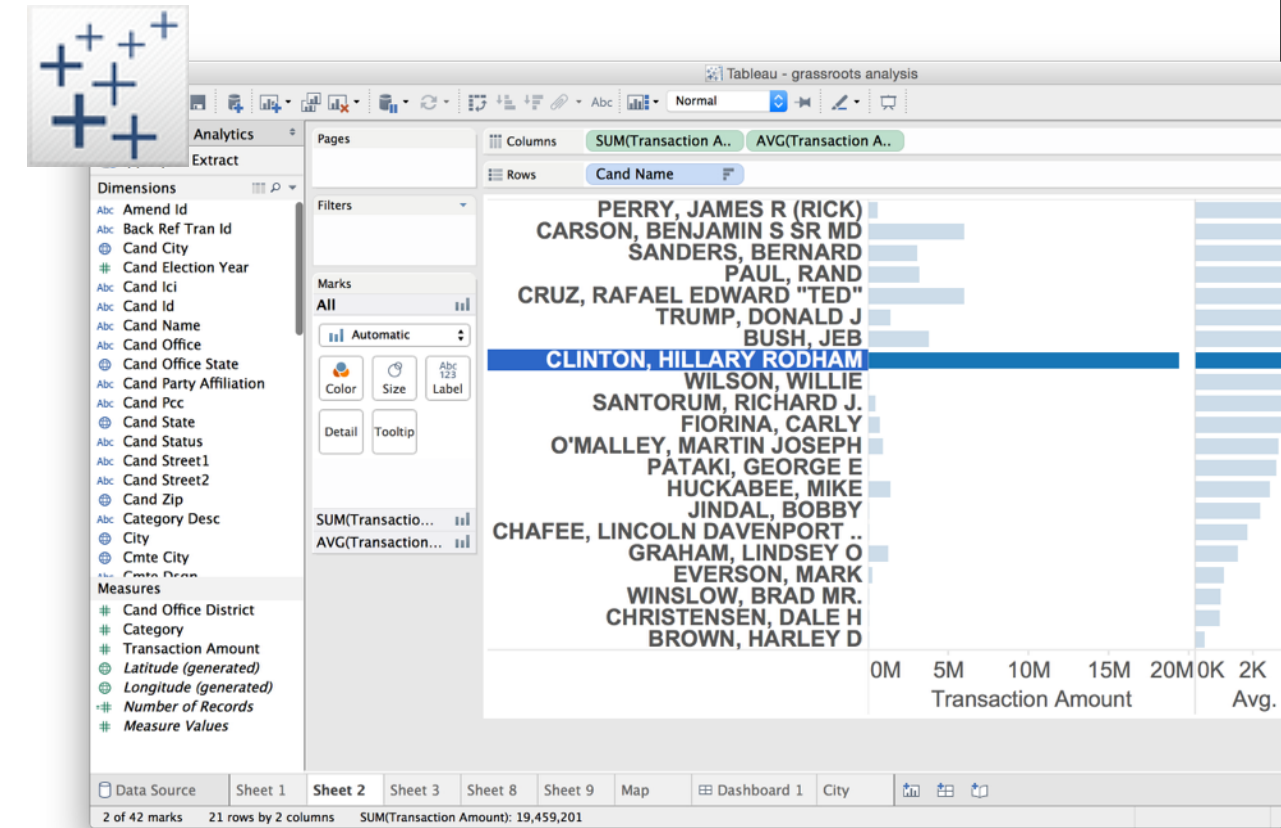 Tableau - grassroots analysis
Abc
Normal
Analytics
Extract
Dimensions
Abc Amend Id
Abc Back Ref Tran Id
Cand City
# Cand Election Year
Abc Cand Ici
Abc Cand Id
Abc Cand Name
Abc Cand Office
Cand Office State
Abc Cand Party Affiliation
Abc Cand Pcc
Cand State
Abc Cand Status
Abc Cand Street1
Abc Cand Street2
Cand Zip
Abc Category Desc
City
Cmte City
Measures
# Cand Office District
# Category
# Transaction Amount
Latitude (generated)
Longitude (generated)
=# Number of Records
# Measure Values
Pages
Filters
Marks
All
Automatic
Color
Size
Abc
123
Label
Detail
Tooltip
SUM(Transactio...
AVG(Transaction...
Columns SUM(Transaction A.. AVG(Transaction A..
Rows Cand Name
PERRY, JAMES R (RICK)
CARSON, BENJAMIN S SR MD
SANDERS, BERNARD
PAUL, RAND
CRUZ, RAFAEL EDWARD "TED"
TRUMP, DONALD J
BUSH, JEB
CLINTON, HILLARY RODHAM
WILSON, WILLIE
SANTORUM, RICHARD J.
FIORINA, CARLY
O'MALLEY, MARTIN JOSEPH
PATAKI, GEORGE E
HUCKABEE, MIKE
JINDAL, BOBBY
CHAFEE, LINCOLN DAVENPORT ..
GRAHAM, LINDSEY O
EVERSON, MARK
WINSLOW, BRAD MR.
CHRISTENSEN, DALE H
BROWN, HARLEY D
0M 5M 10M 15M 20M 0K 2K
Transaction Amount Avg.
Data Source Sheet 1 Sheet 2 Sheet 3 Sheet 8 Sheet 9 Map Dashboard 1 City
2 of 42 marks 21 rows by 2 columns SUM(Transaction Amount): 19,459,201